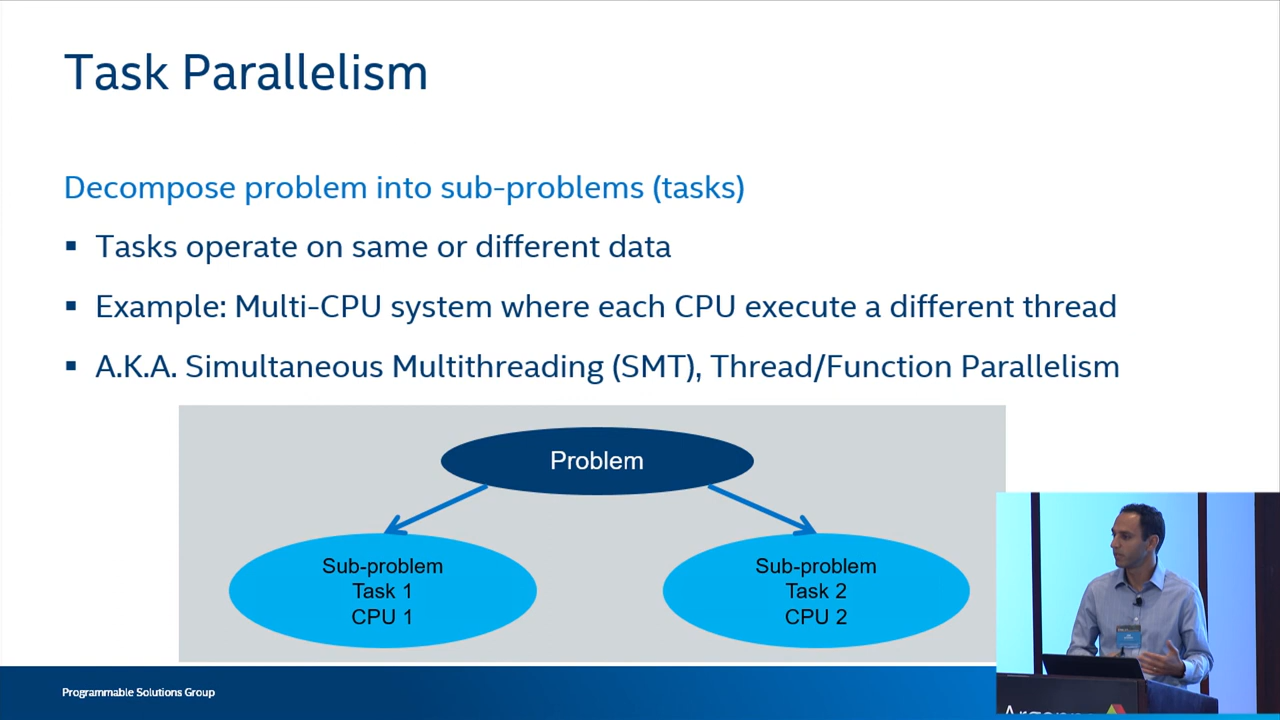 Task Parallelism
Decompose problem into sub-problems (tasks)
▪ Tasks operate on same or different data
▪ Example: Multi-CPU system where each CPU execute a different thread
▪ A.K.A. Simultaneous Multithreading (SMT), Thread/Function Parallelism
Problem
Sub-problem
Task 1
CPU 1
Sub-problem
Task 2
CPU 2
Programmable Solutions Group